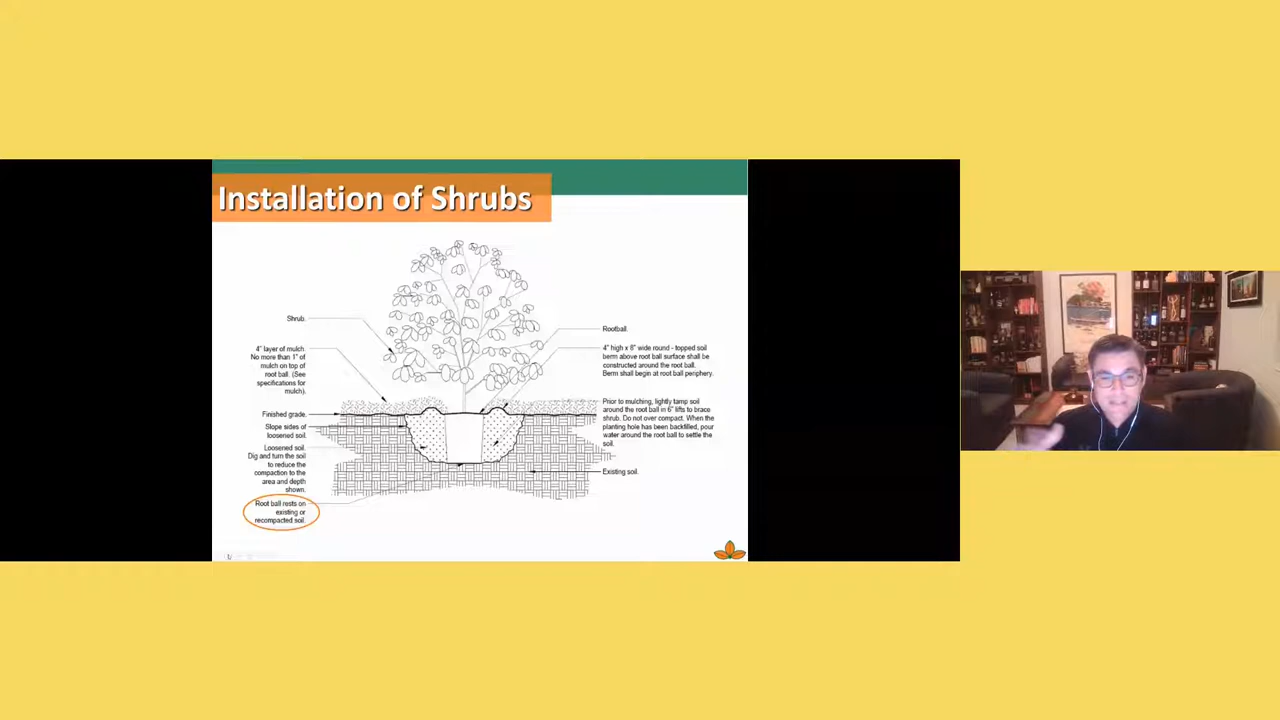 Installation of Shrubs
Shrub.
4" layer of mulch.
No more than 1" of
mulch on top of
root ball. (See
specifications for
mulch).
Finished grade.
Slope sides of
loosened soil.
Loosened soil.
Dig and turn the soil
to reduce the
compaction to the
area and depth
shown.
Root ball rests on
existing or
recompacted soil.
Rootball.
4" high x 8" wide round - topped soil
berm above root ball surface shall be
constructed around the root ball.
Berm shall begin at root ball periphery.
Prior to mulching, lightly tamp soil
around the root ball in 6" lifts to brace
shrub. Do not over compact. When the
planting hole has been backfilled, pour
water around the root ball to settle the
soil.
Existing soil.